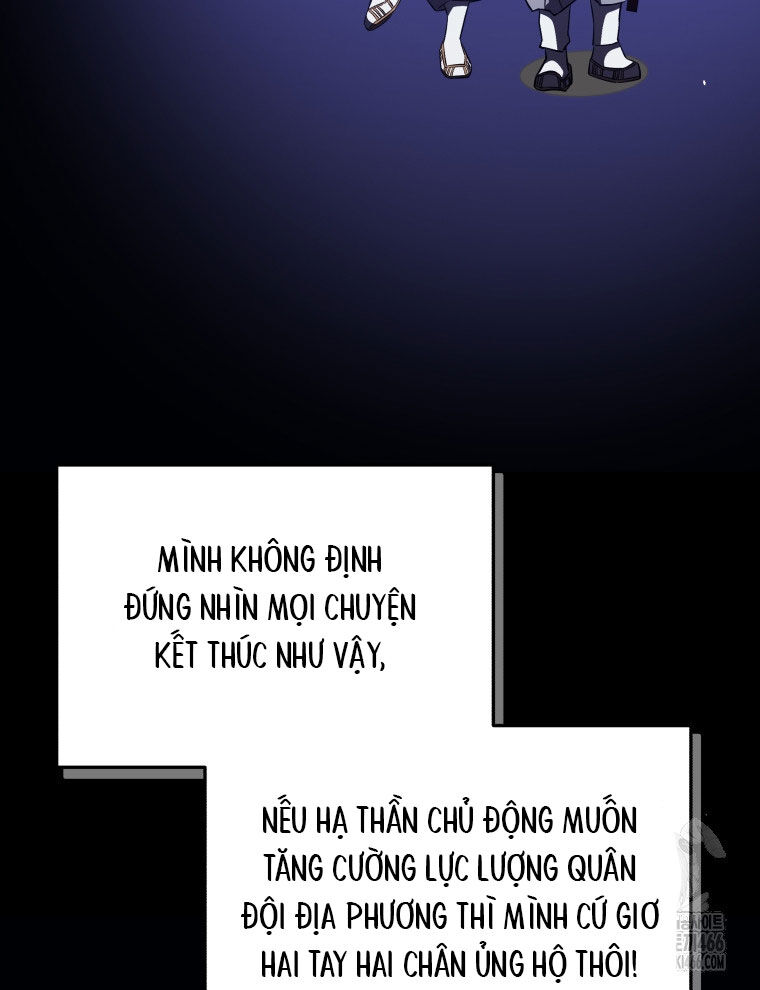 MÌNH KHÔNG ĐỊNH
ĐỨNG NHÌN MỌI CHUYỆN
KẾT THÚC NHƯ VẬY,
NẾU HẠ THẦN CHỦ ĐỘNG MUỐN
TĂNG CƯỜNG LỰC LƯỢNG QUÂN
ĐỘI ĐỊA PHƯƠNG THÌ MÌNH CỨ GIƠ
HAI TAY HAI CHÂN ỦNG HỘ THÔI!